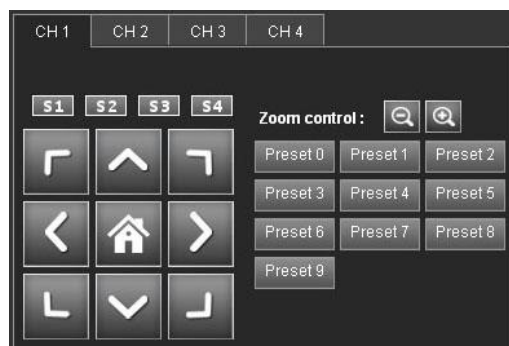 CH 1 CH 2 CH 3 CH 4
S1 S2 S3 S4
Zoom control :
Preset 0 Preset 1 Preset 2
Preset 3 Preset 4 Preset 5
Preset 6 Preset 7 Preset 8
Preset 9